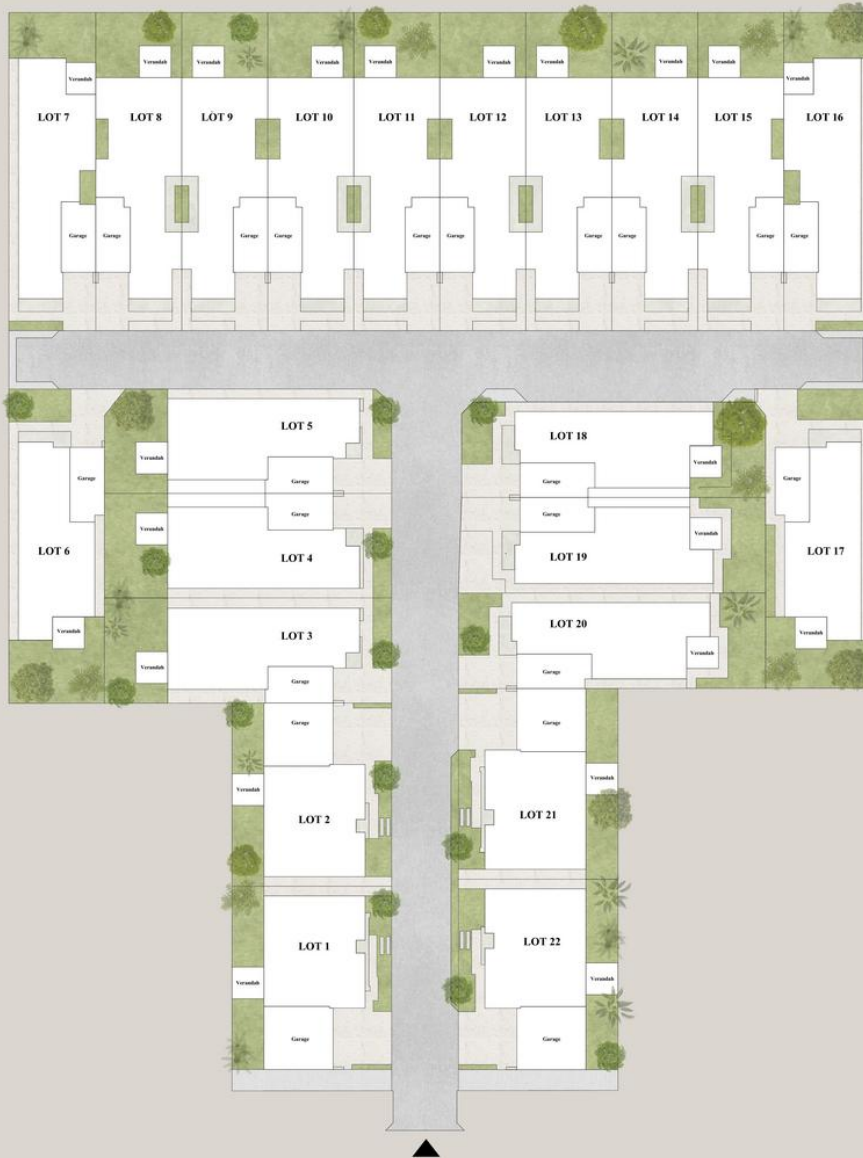 Verandah Verandah Verandah Verandah Verandah Verandah Verandah Verandah
Verandah Verandah
LOT 7 LOT 8 LÒT 9 LOT 10 LOT 11 LOT 12 LOT 13 LOT 14 LOT 15 LOT 16
Garage Garage Garage Garage Garage Garage Garage Garage Garage Garage
LOT 5 LOT 18
Verandah Verandah
Garage Garage Garage Garage
Garage Garage
Verandah Verandah
LOT 6 LOT 4 LOT 19 LOT 17
Verandah LOT 3 LOT 20 Verandah
Verandah Verandah
Garage Garage
Garage Garage
Verandah Verandah
LOT 2 LOT 21
LOT 1 LOT 22
Verandah Verandah
Garage Garage